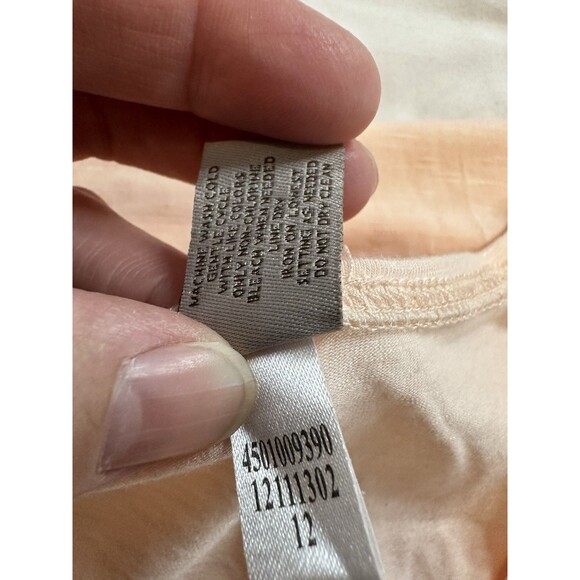 MACHINE WASH COLD
GENTLE CYCLE
WITH LIKE COLORS
ONLY NON-CHLORINE
BLEACH WHEN NEEDED
LINE DRY
IRON ON LOWEST
SETTING AS NEEDED
DO NOT DRY CLEAN
4501009390
12111302
12